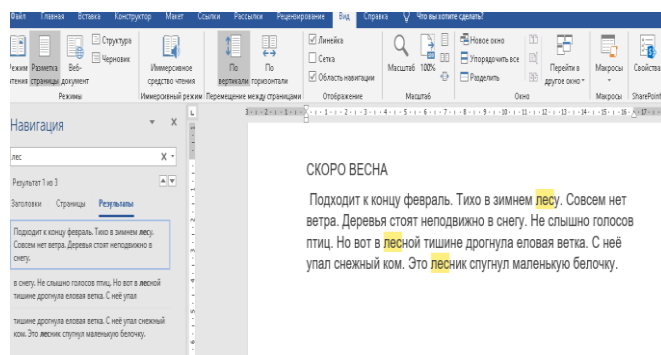 Файл Главная Вставка Конструктор Макет Ссылки Рассылки Рецензирование Вид Справка Что вы хотите сделать?
Режим чтения
Разметка страницы
Веб-документ
Структура
Черновик
Режимы
Иммерсивное средство чтения
Иммерсивный режим
По вертикали
По горизонтали
Перемещение между страницами
Линейка
Сетка
Область навигации
Отображение
Масштаб
100%
Масштаб
Новое окно
Упорядочить все
Разделить
Перейти в другое окно
Окно
Макросы
Макросы
Свойства
SharePoint
Навигация
лес
Результат 1 из 3
Заголовки Страницы Результаты
Подходит к концу февраль. Тихо в зимнем лесу.
Совсем нет ветра. Деревья стоят неподвижно в
снегу.
в снегу. Не слышно голосов птиц. Но вот в лесной
тишине дрогнула еловая ветка. С неё упал
тишине дрогнула еловая ветка. С неё упал снежный
ком. Это лесник спугнул маленькую белочку.
СКОРО ВЕСНА
Подходит к концу февраль. Тихо в зимнем лесу. Совсем нет
ветра. Деревья стоят неподвижно в снегу. Не слышно голосов
птиц. Но вот в лесной тишине дрогнула еловая ветка. С неё
упал снежный ком. Это лесник спугнул маленькую белочку.